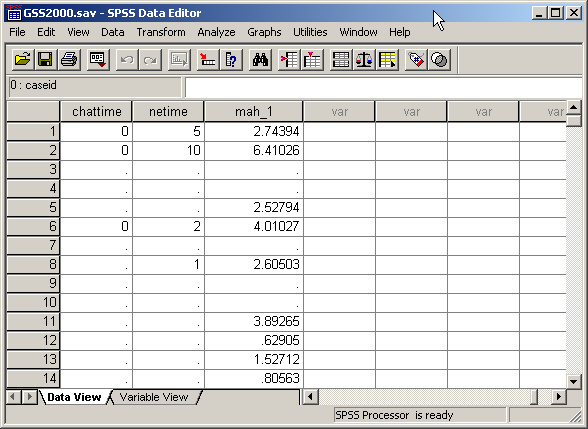 GSS2000.sav - SPSS Data Editor
File Edit View Data Transform Analyze Graphs Utilities Window Help
0 : caseid
chattime netime mah_1 var var var var
1 0 5 2.74394
2 0 10 6.41026
3 . . .
4 . . .
5 . . 2.52794
6 0 2 4.01027
7 . . .
8 . 1 2.60503
9 . . .
10 . . .
11 . . 3.89265
12 . . .62905
13 . . 1.52712
14 . . .80563
Data View Variable View
SPSS Processor is ready